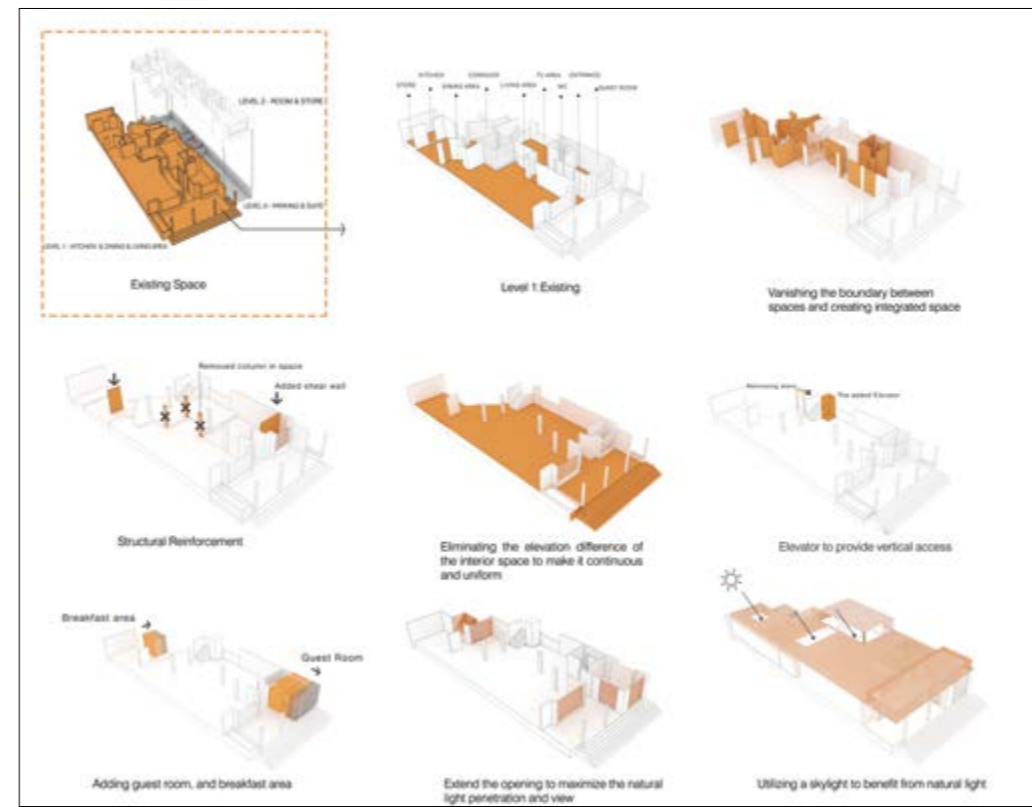 LEVEL 2 - ROOM & STORE
LEVEL 0 - PARKING & SUITE
LEVEL 1 - KITCHEN & DINING & LIVING AREA
Existing Space
STORE
KITCHEN
DINING AREA
CORRIDOR
LIVING AREA
TV AREA
WC
ENTRANCE
GUEST ROOM
Level 1 Existing
Vanishing the boundary between
spaces and creating integrated space
Removed column in space
Added shear wall
Structural Reinforcement
Eliminating the elevation difference of
the interior space to make it continuous
and uniform
The added Elevator
Elevator to provide vertical access
Breakfast area
Guest Room
Adding guest room, and breakfast area
Extend the opening to maximize the natural
light penetration and view
Utilizing a skylight to benefit from natural light